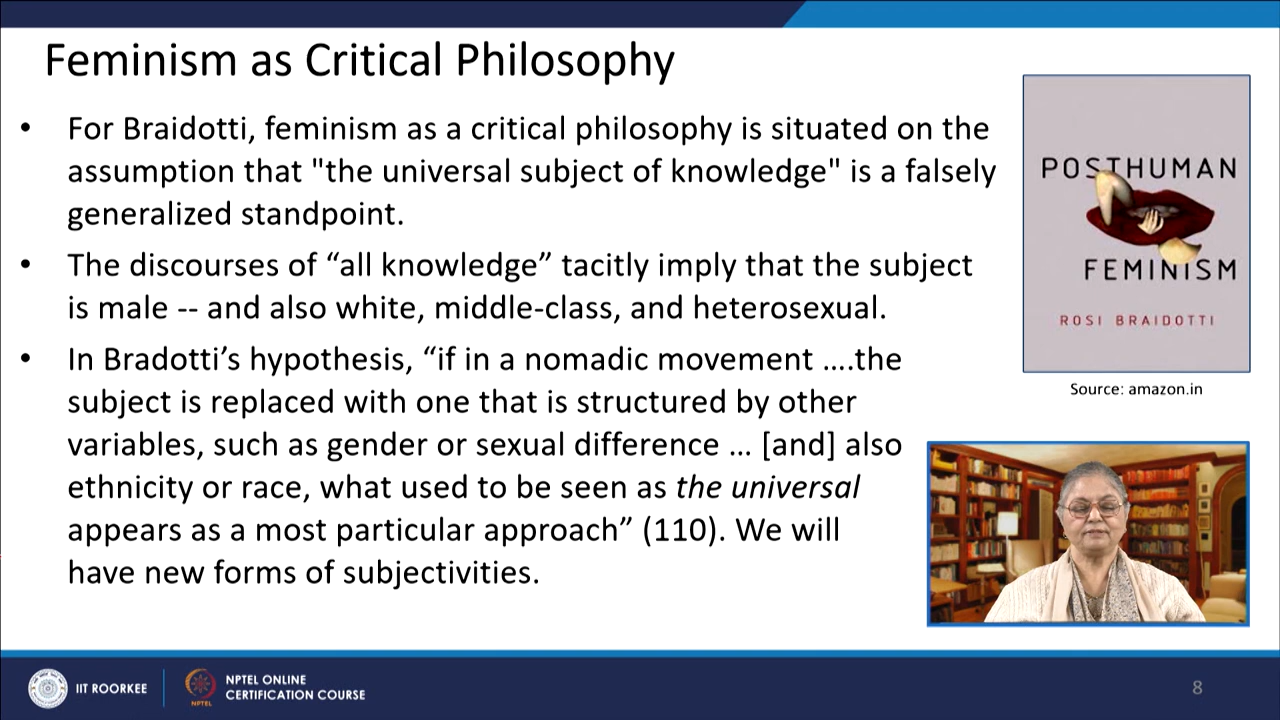 Feminism as Critical Philosophy
• For Braidotti, feminism as a critical philosophy is situated on the
assumption that "the universal subject of knowledge" is a falsely
generalized standpoint.
• The discourses of “all knowledge” tacitly imply that the subject
is male -- and also white, middle-class, and heterosexual.
• In Bradotti’s hypothesis, “if in a nomadic movement ….the
subject is replaced with one that is structured by other
variables, such as gender or sexual difference … [and] also
ethnicity or race, what used to be seen as the universal
appears as a most particular approach” (110). We will
have new forms of subjectivities.
POSTHUMAN
FEMINISM
ROSI BRAIDOTTI
Source: amazon.in
IIT ROORKEE
NPTEL
NPTEL ONLINE
CERTIFICATION COURSE
8